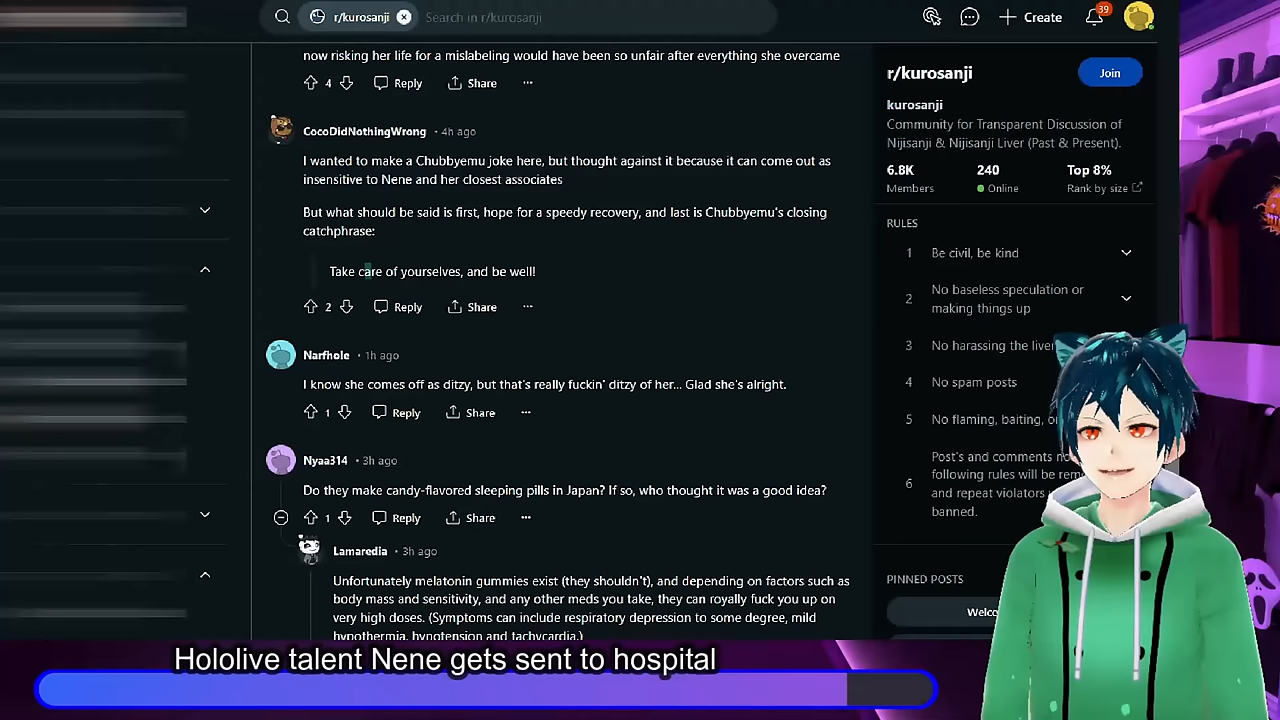 r/kurosanji
Search in r/kurosanji
Create
39
now risking her life for a mislabeling would have been so unfair after everything she overcame
4 Reply Share ...
CocoDidNothingWrong • 4h ago
I wanted to make a Chubbyemu joke here, but thought against it because it can come out as
insensitive to Nene and her closest associates
But what should be said is first, hope for a speedy recovery, and last is Chubbyemu's closing
catchphrase:
Take care of yourselves, and be well!
2 Reply Share ...
Narfhole • 1h ago
I know she comes off as ditzy, but that's really fuckin' ditzy of her... Glad she's alright.
1 Reply Share ...
Nyaa314 • 3h ago
Do they make candy-flavored sleeping pills in Japan? If so, who thought it was a good idea?
1 Reply Share ...
Lamaredia • 3h ago
Unfortunately melatonin gummies exist (they shouldn't), and depending on factors such as
body mass and sensitivity, and any other meds you take, they can royally fuck you up on
very high doses. (Symptoms can include respiratory depression to some degree, mild
hypothermia, hypotension and tachycardia.)
r/kurosanji
Join
kurosanji
Community for Transparent Discussion of
Nijisanji & Nijisanji Liver (Past & Present).
6.8K 240 Top 8%
Members Online Rank by size
RULES
1 Be civil, be kind
2 No baseless speculation or
making things up
3 No harassing the live
4 No spam posts
5 No flaming, baiting, o
6 Post's and comments no
following rules will be rem
and repeat violators
banned.
PINNED POSTS
Welco
Hololive talent Nene gets sent to hospital